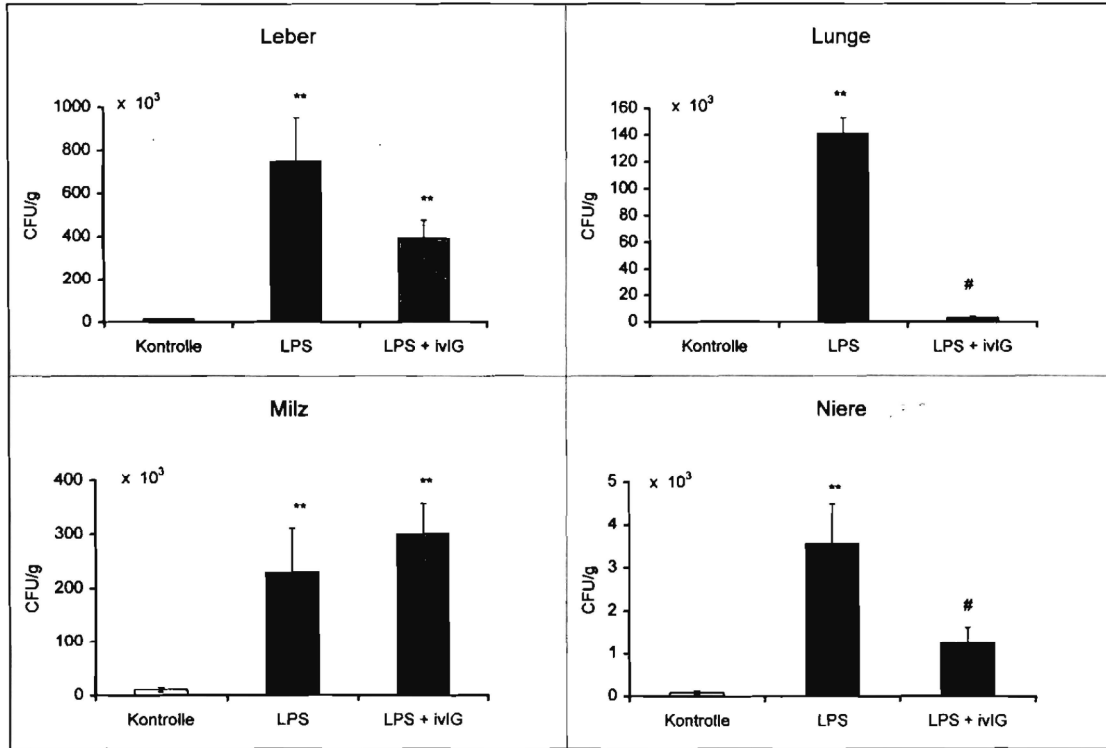 Leber
x 10³
1000
800
600
400
200
0
CFU/g
**
**
Kontrolle LPS LPS + ivIG
Lunge
x 10³
160
140
120
100
80
60
40
20
0
CFU/g
**
#
Kontrolle LPS LPS + ivIG
Milz
x 10³
400
300
200
100
0
CFU/g
**
**
Kontrolle LPS LPS + ivIG
Niere
x 10³
5
4
3
2
1
0
CFU/g
**
#
Kontrolle LPS LPS + ivIG